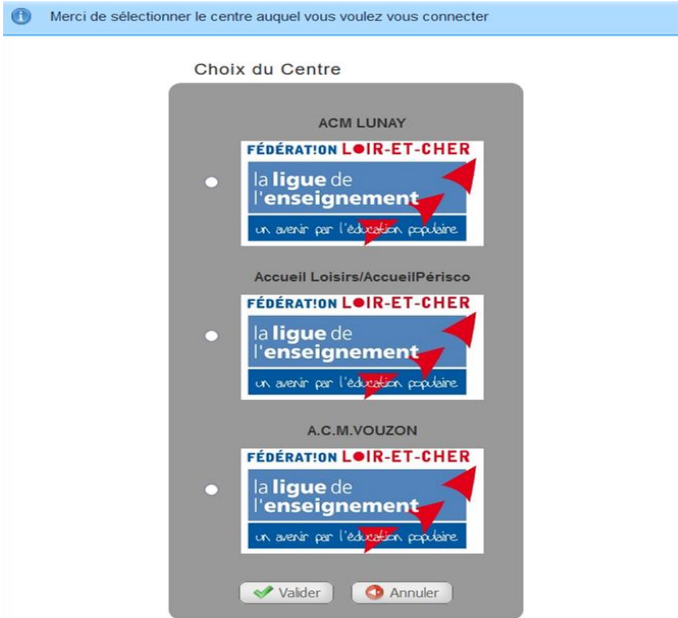 Merci de sélectionner le centre auquel vous voulez vous connecter
Choix du Centre
ACM LUNAY
FÉDÉRAT!ON LOIR-ET-CHER
la ligue de
l'enseignement
un avenir par l'éducation populaire
Accueil Loisirs/AccueilPérisco
FÉDÉRAT!ON LOIR-ET-CHER
la ligue de
l'enseignement
un avenir par l'éducation populaire
A.C.M.VOUZON
FÉDÉRAT!ON LOIR-ET-CHER
la ligue de
l'enseignement
un avenir par l'éducation populaire
Valider Annuler